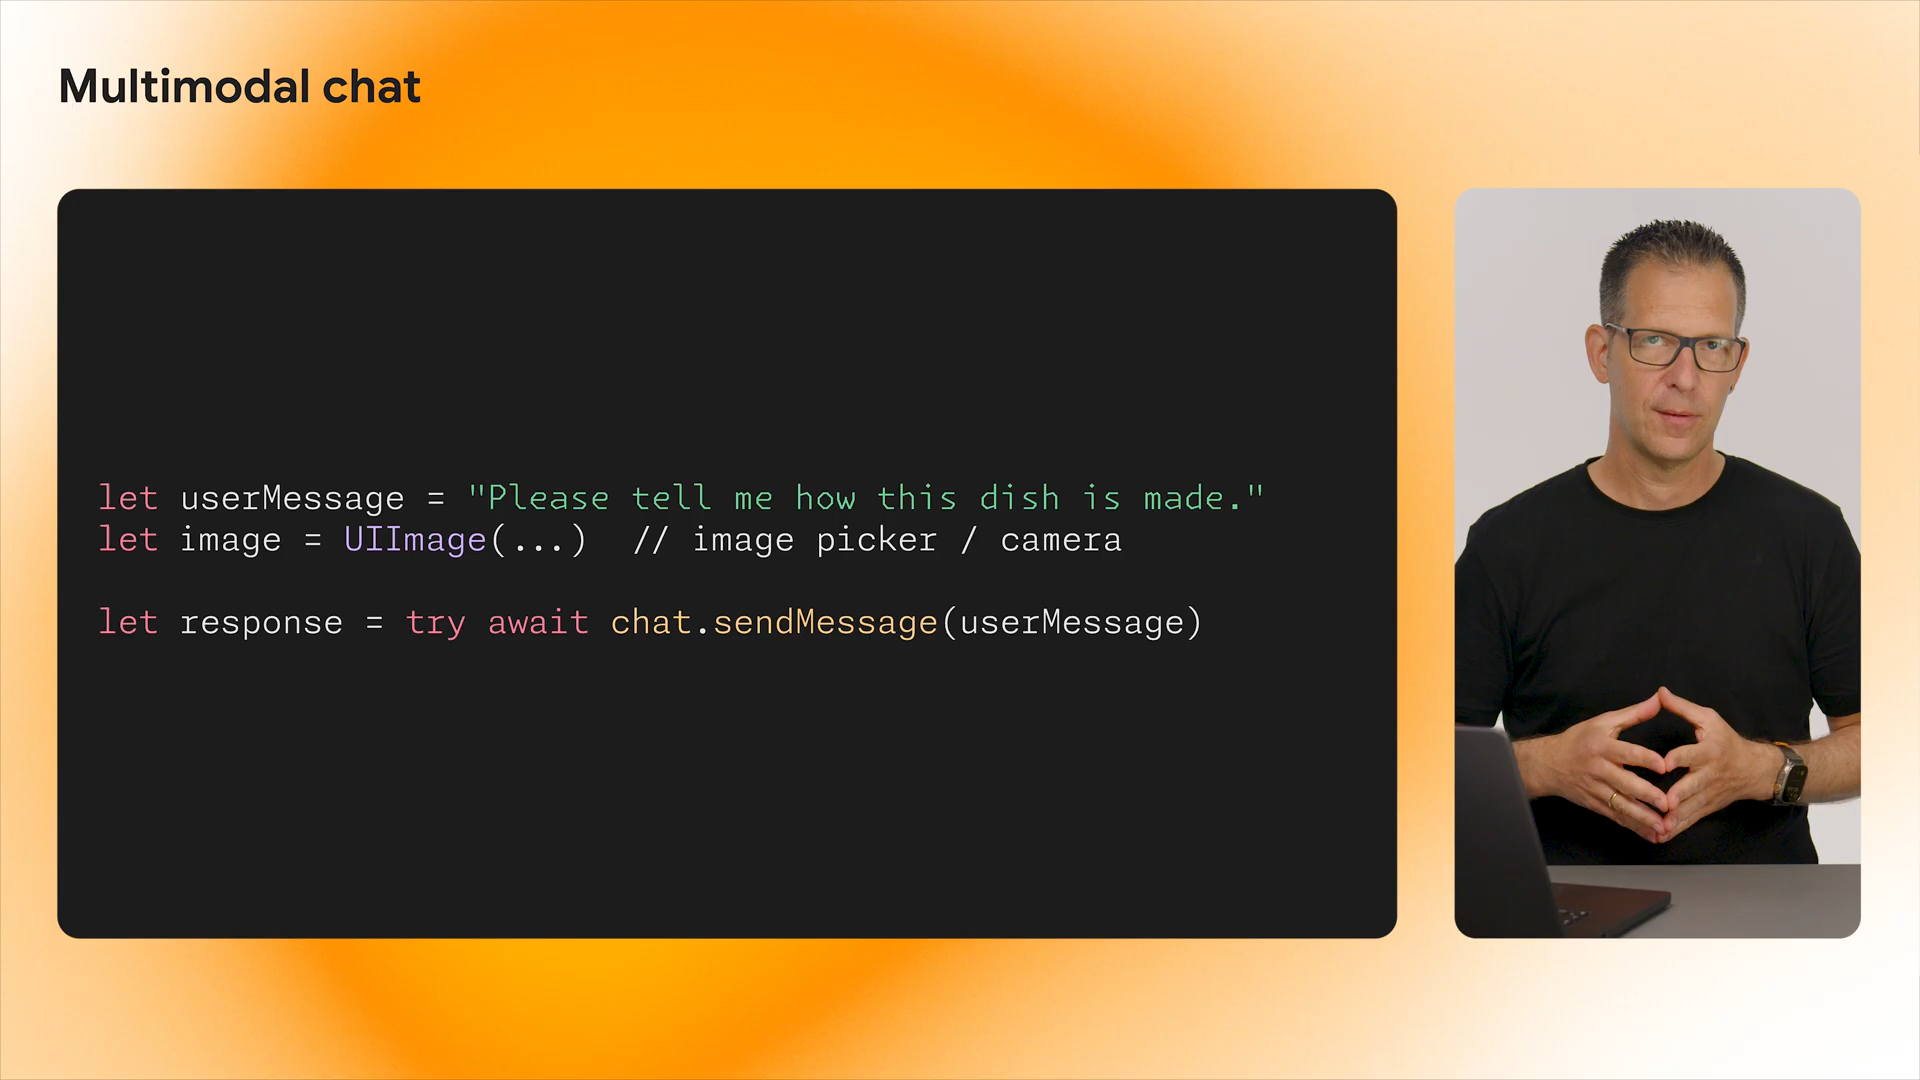 Multimodal chat
let userMessage = "Please tell me how this dish is made."
let image = UIImage(...)  // image picker / camera
let response = try await chat.sendMessage(userMessage)